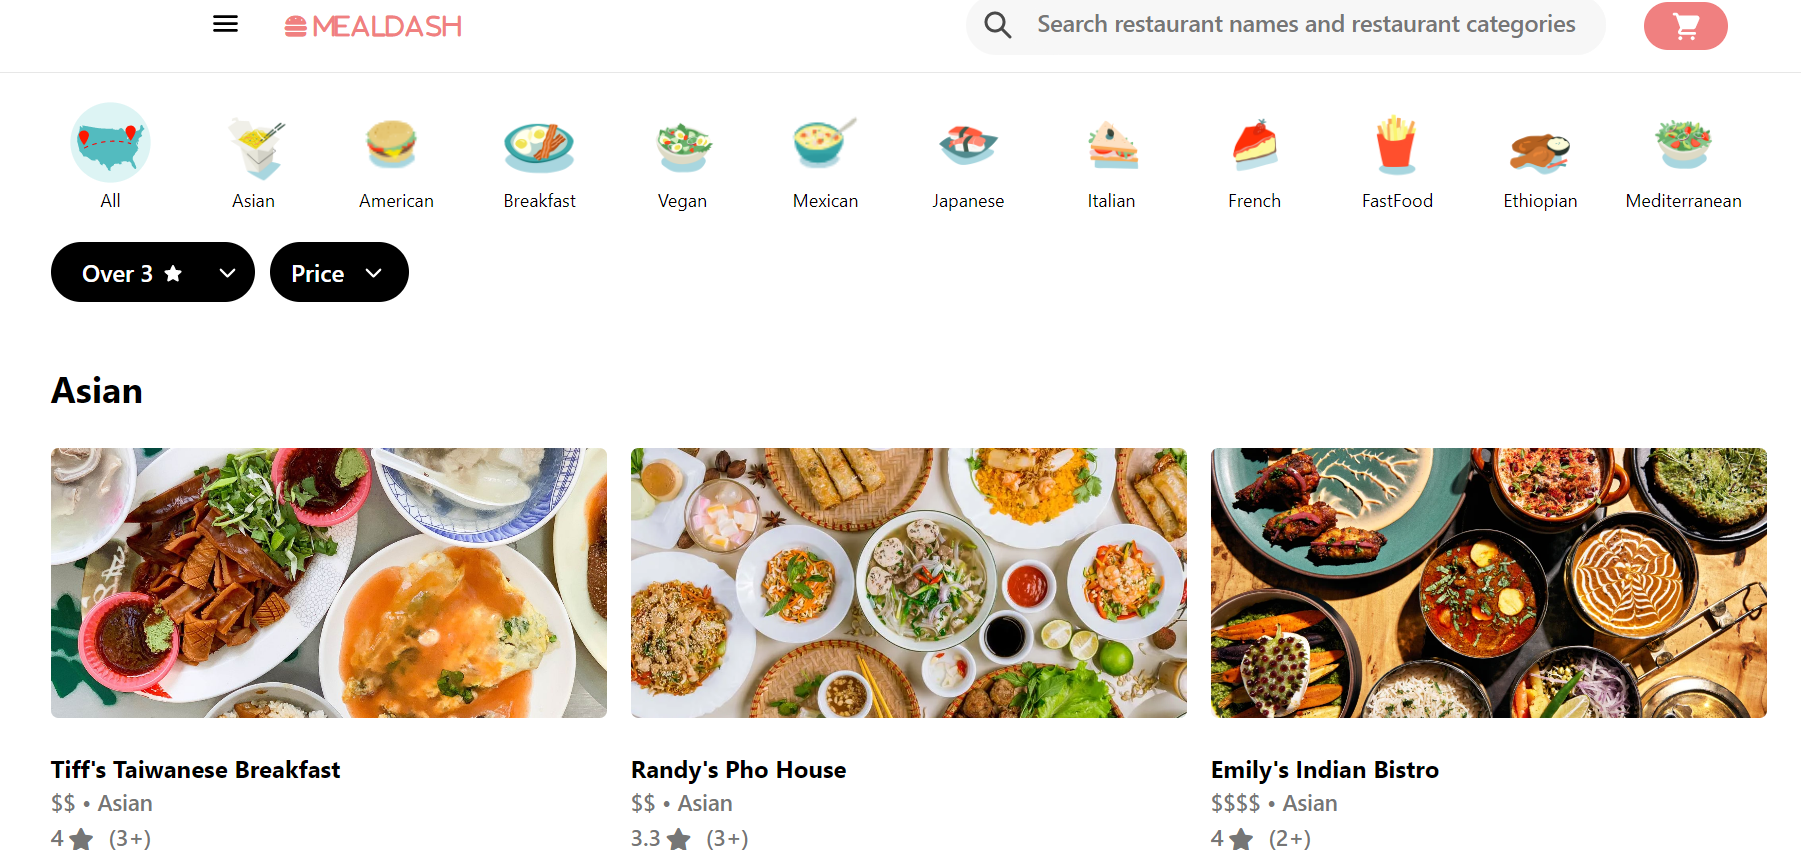 MEALDASH
Search restaurant names and restaurant categories
All Asian American Breakfast Vegan Mexican Japanese Italian French FastFood Ethiopian Mediterranean
Over 3 ★ Price
Asian
Tiff's Taiwanese Breakfast
$$ • Asian
4 ★ (3+)
Randy's Pho House
$$ • Asian
3.3 ★ (3+)
Emily's Indian Bistro
$$$$ • Asian
4 ★ (2+)